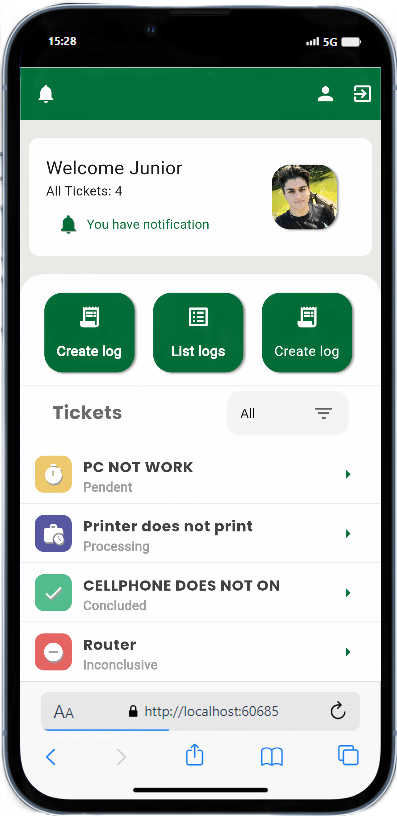 15:28
5G
Welcome Junior
All Tickets: 4
You have notification
Create log
List logs
Create log
Tickets
All
PC NOT WORK
Pendent
Printer does not print
Processing
CELLPHONE DOES NOT ON
Concluded
Router
Inconclusive
AA
http://localhost:60685